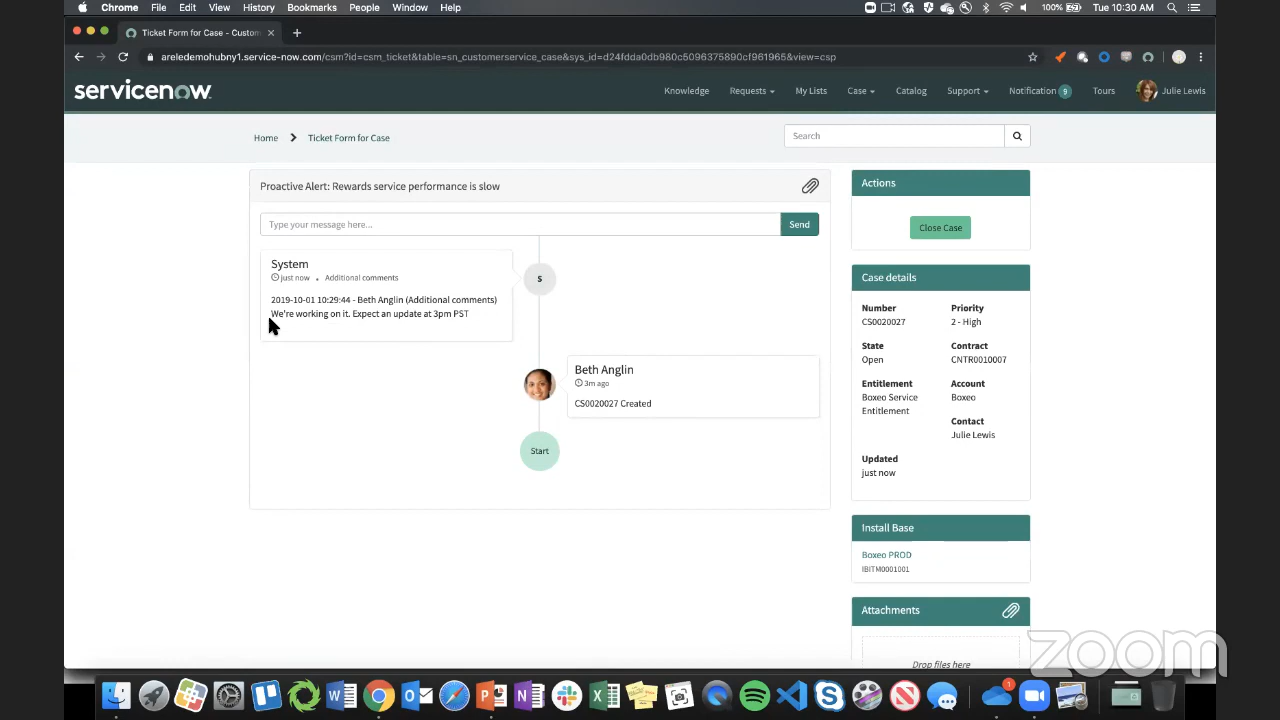 Chrome File Edit View History Bookmarks People Window Help 100% Tue 10:30 AM
Ticket Form for Case - Custom
areledemohubny1.service-now.com/csm?id=csm_ticket&table=sn_customerservice_case&sys_id=d24fdda0db980c5096375890cf961965&view=csp
servicenow Knowledge Requests My Lists Case Catalog Support Notification 9 Tours Julie Lewis
Home Ticket Form for Case Search
Proactive Alert: Rewards service performance is slow
Type your message here... Send
System
just now Additional comments
2019-10-01 10:29:44 - Beth Anglin (Additional comments)
We're working on it. Expect an update at 3pm PST
S
Beth Anglin
3m ago
CS0020027 Created
Start
Actions
Close Case
Case details
Number
CS0020027
Priority
2 - High
State
Open
Contract
CNTR0010007
Entitlement
Boxeo Service
Entitlement
Account
Boxeo
Contact
Julie Lewis
Updated
just now
Install Base
Boxeo PROD
IBITM0001001
Attachments
Drop files here
zoom
1